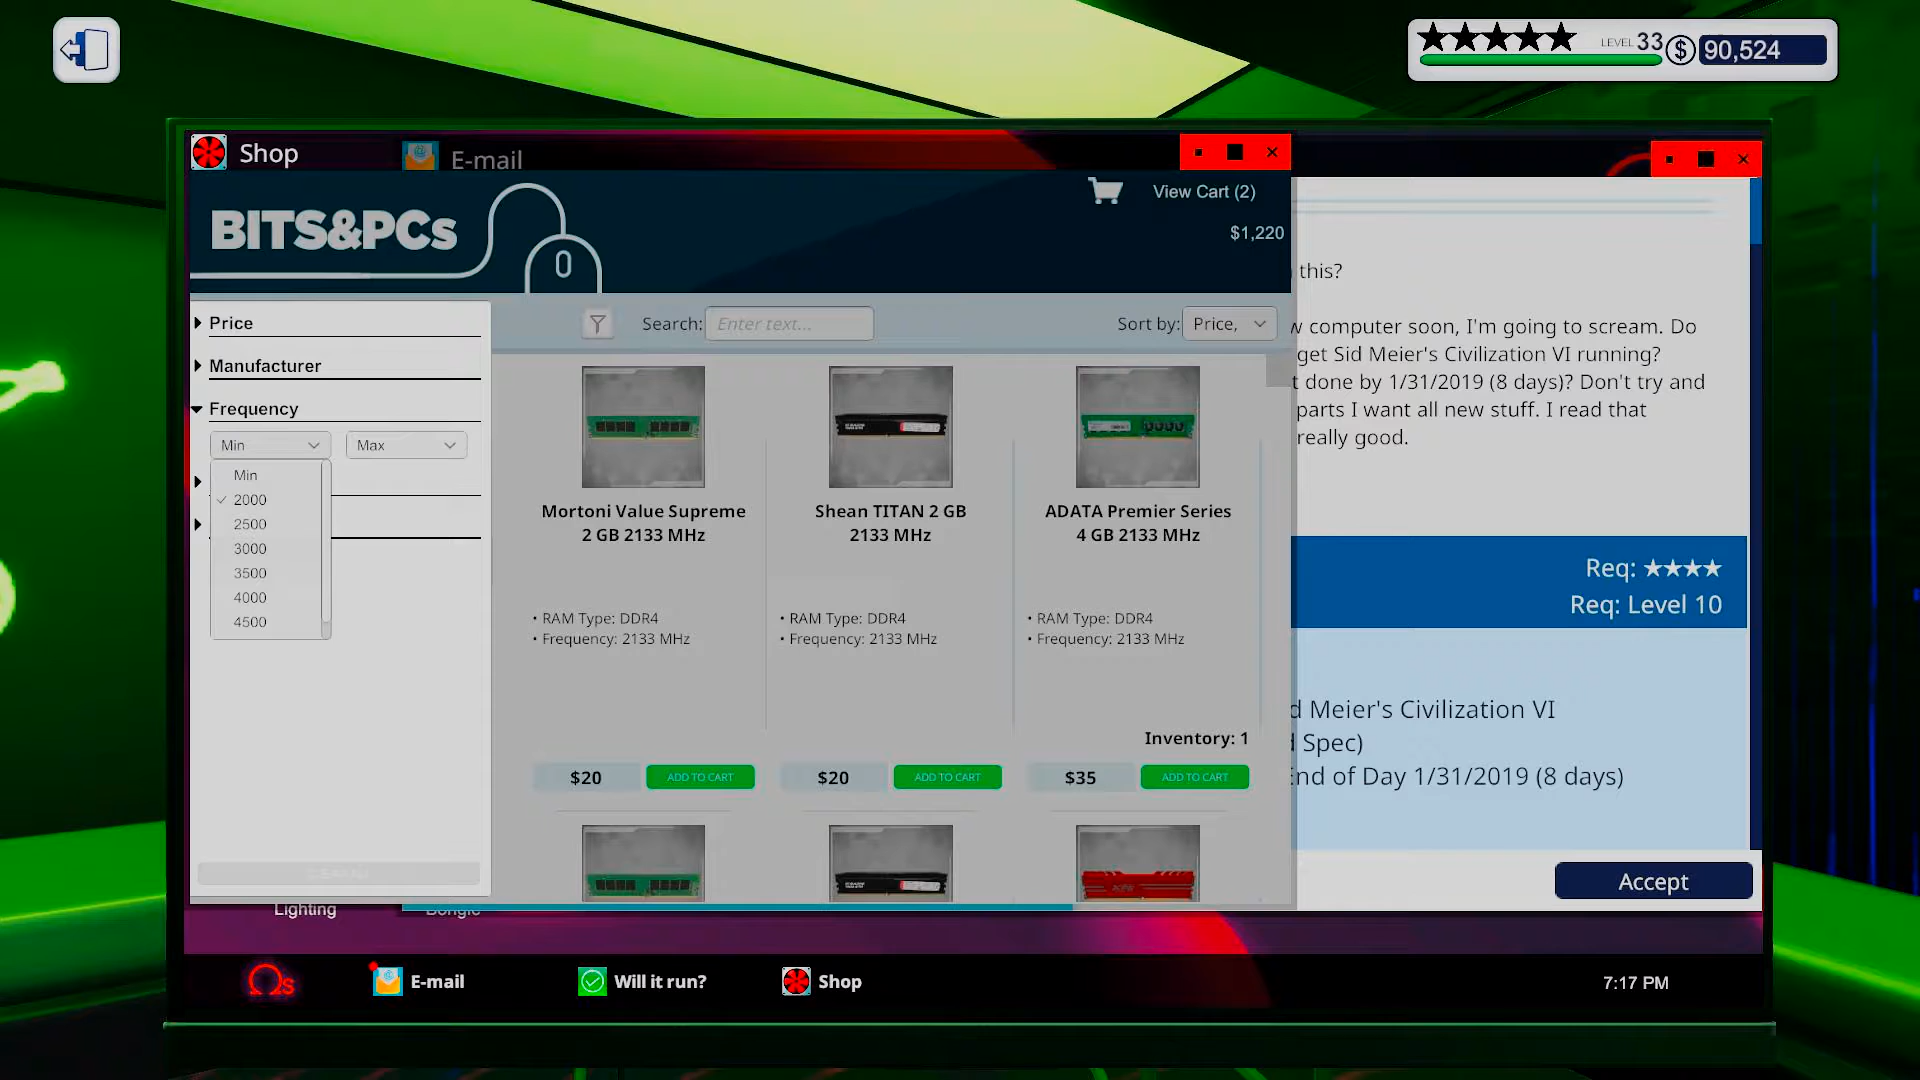 LEVEL 33
$ 90,524
Shop
E-mail
BITS&PCs
View Cart (2)
$1,220
Price
Manufacturer
Frequency
Min
Max
Min
2000
2500
3000
3500
4000
4500
Search: Enter text...
Sort by: Price,
Mortoni Value Supreme
2 GB 2133 MHz
• RAM Type: DDR4
• Frequency: 2133 MHz
$20
ADD TO CART
Shean TITAN 2 GB
2133 MHz
• RAM Type: DDR4
• Frequency: 2133 MHz
$20
ADD TO CART
ADATA Premier Series
4 GB 2133 MHz
• RAM Type: DDR4
• Frequency: 2133 MHz
Inventory: 1
$35
ADD TO CART
this?
computer soon, I'm going to scream. Do
get Sid Meier's Civilization VI running?
done by 1/31/2019 (8 days)? Don't try and
parts I want all new stuff. I read that
really good.
Req: ★★★★
Req: Level 10
Meier's Civilization VI
Spec)
End of Day 1/31/2019 (8 days)
Accept
Lighting
Ωs
E-mail
Will it run?
Shop
7:17 PM